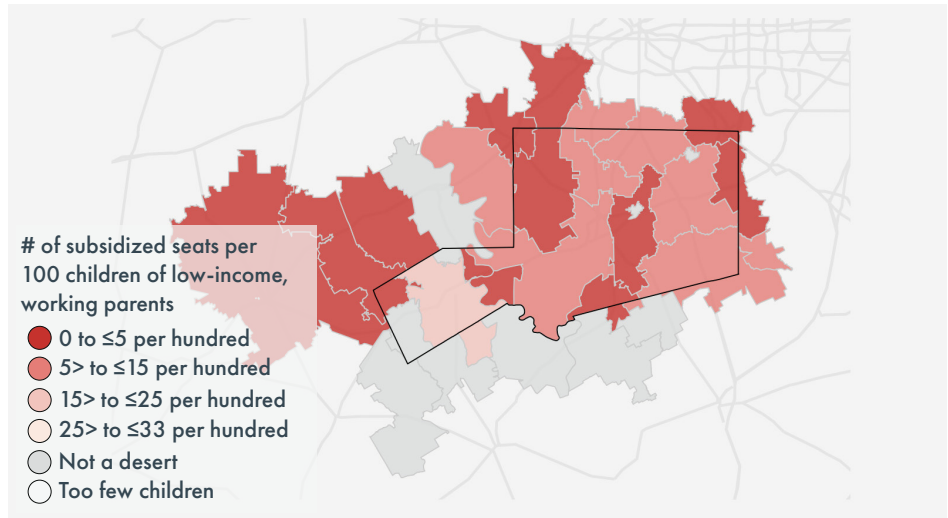 # of subsidized seats per
100 children of low-income,
working parents
0 to ≤5 per hundred
5> to ≤15 per hundred
15> to ≤25 per hundred
25> to ≤33 per hundred
Not a desert
Too few children